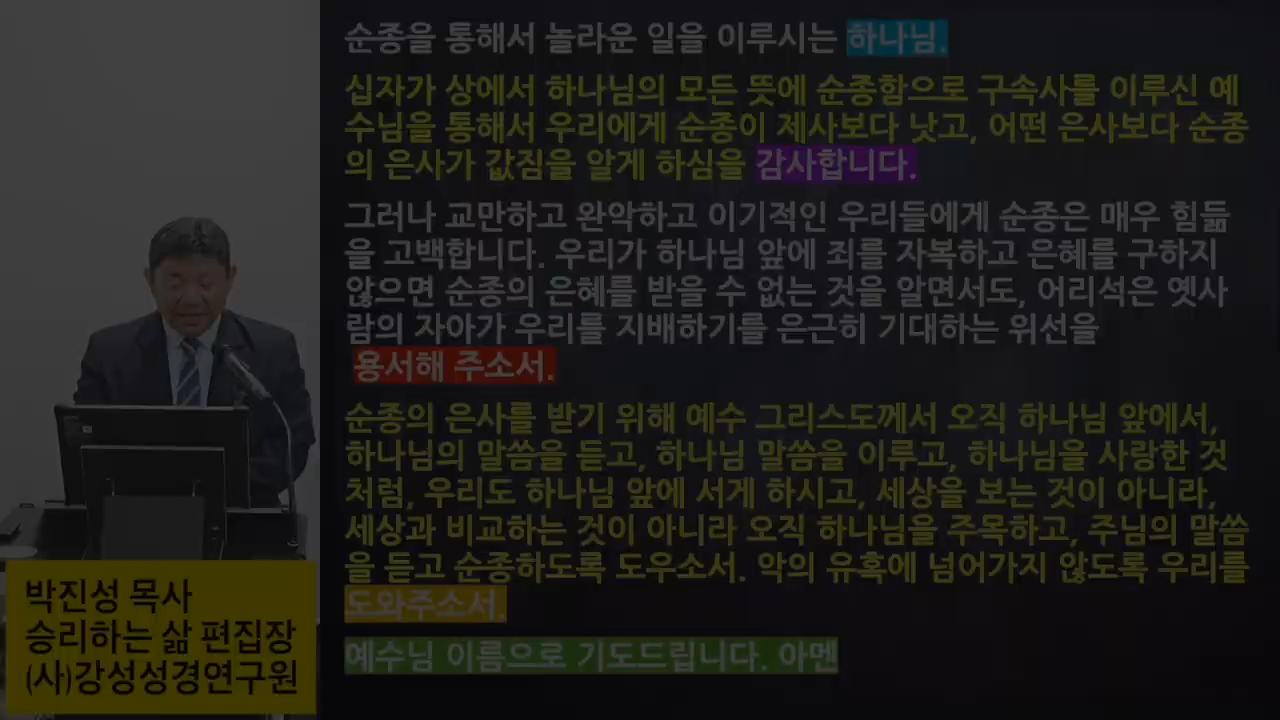 순종을 통해서 놀라운 일을 이루시는 하나님.
십자가 상에서 하나님의 모든 뜻에 순종함으로 구속사를 이루신 예
수님을 통해서 우리에게 순종이 제사보다 낫고, 어떤 은사보다 순종
의 은사가 값짐을 알게 하심을 감사합니다.
그러나 교만하고 완악하고 이기적인 우리들에게 순종은 매우 힘듦
을 고백합니다. 우리가 하나님 앞에 죄를 자복하고 은혜를 구하지
않으면 순종의 은혜를 받을 수 없는 것을 알면서도, 어리석은 옛사
람의 자아가 우리를 지배하기를 은근히 기대하는 위선을
용서해 주소서.
순종의 은사를 받기 위해 예수 그리스도께서 오직 하나님 앞에서,
하나님의 말씀을 듣고, 하나님 말씀을 이루고, 하나님을 사랑한 것
처럼, 우리도 하나님 앞에 서게 하시고, 세상을 보는 것이 아니라,
세상과 비교하는 것이 아니라 오직 하나님을 주목하고, 주님의 말씀
을 듣고 순종하도록 도우소서. 악의 유혹에 넘어가지 않도록 우리를
도와주소서.
예수님 이름으로 기도드립니다. 아멘
박진성 목사
승리하는 삶 편집장
(사)강성성경연구원